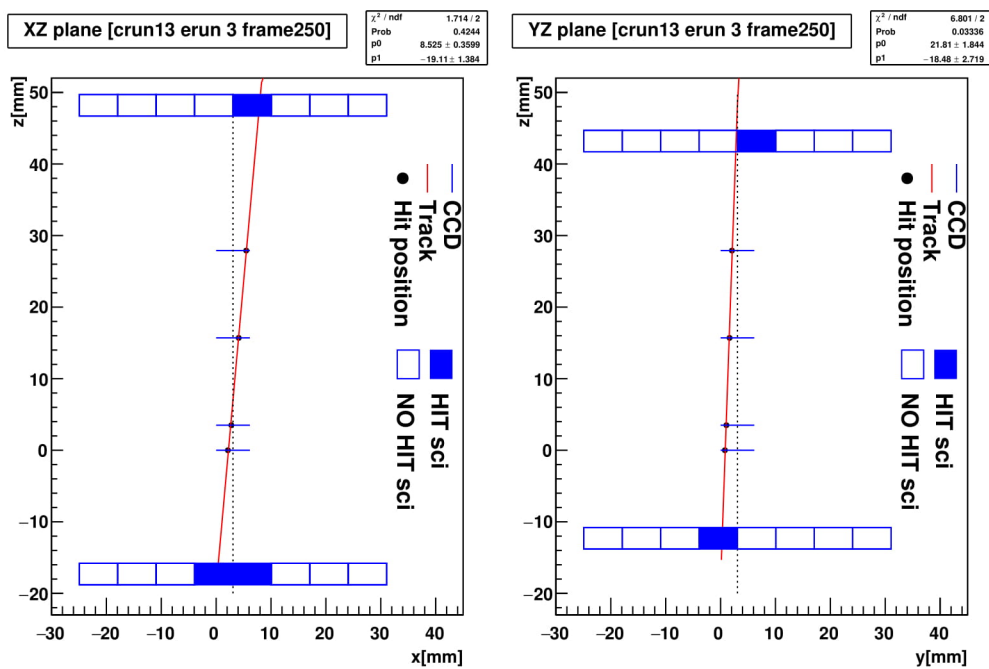 XZ plane [crun13 erun 3 frame250]
χ² / ndf 1.714 / 2
Prob 0.4244
p0 8.525 ± 0.3599
p1 −19.11 ± 1.384
z[mm]
50
40
30
20
10
0
−10
−20
−30 −20 −10 0 10 20 30 40
x[mm]
CCD
Track
Hit position
HIT sci
NO HIT sci
YZ plane [crun13 erun 3 frame250]
χ² / ndf 6.801 / 2
Prob 0.03336
p0 21.81 ± 1.844
p1 −18.48 ± 2.719
z[mm]
50
40
30
20
10
0
−10
−20
−30 −20 −10 0 10 20 30 40
y[mm]
CCD
Track
Hit position
HIT sci
NO HIT sci